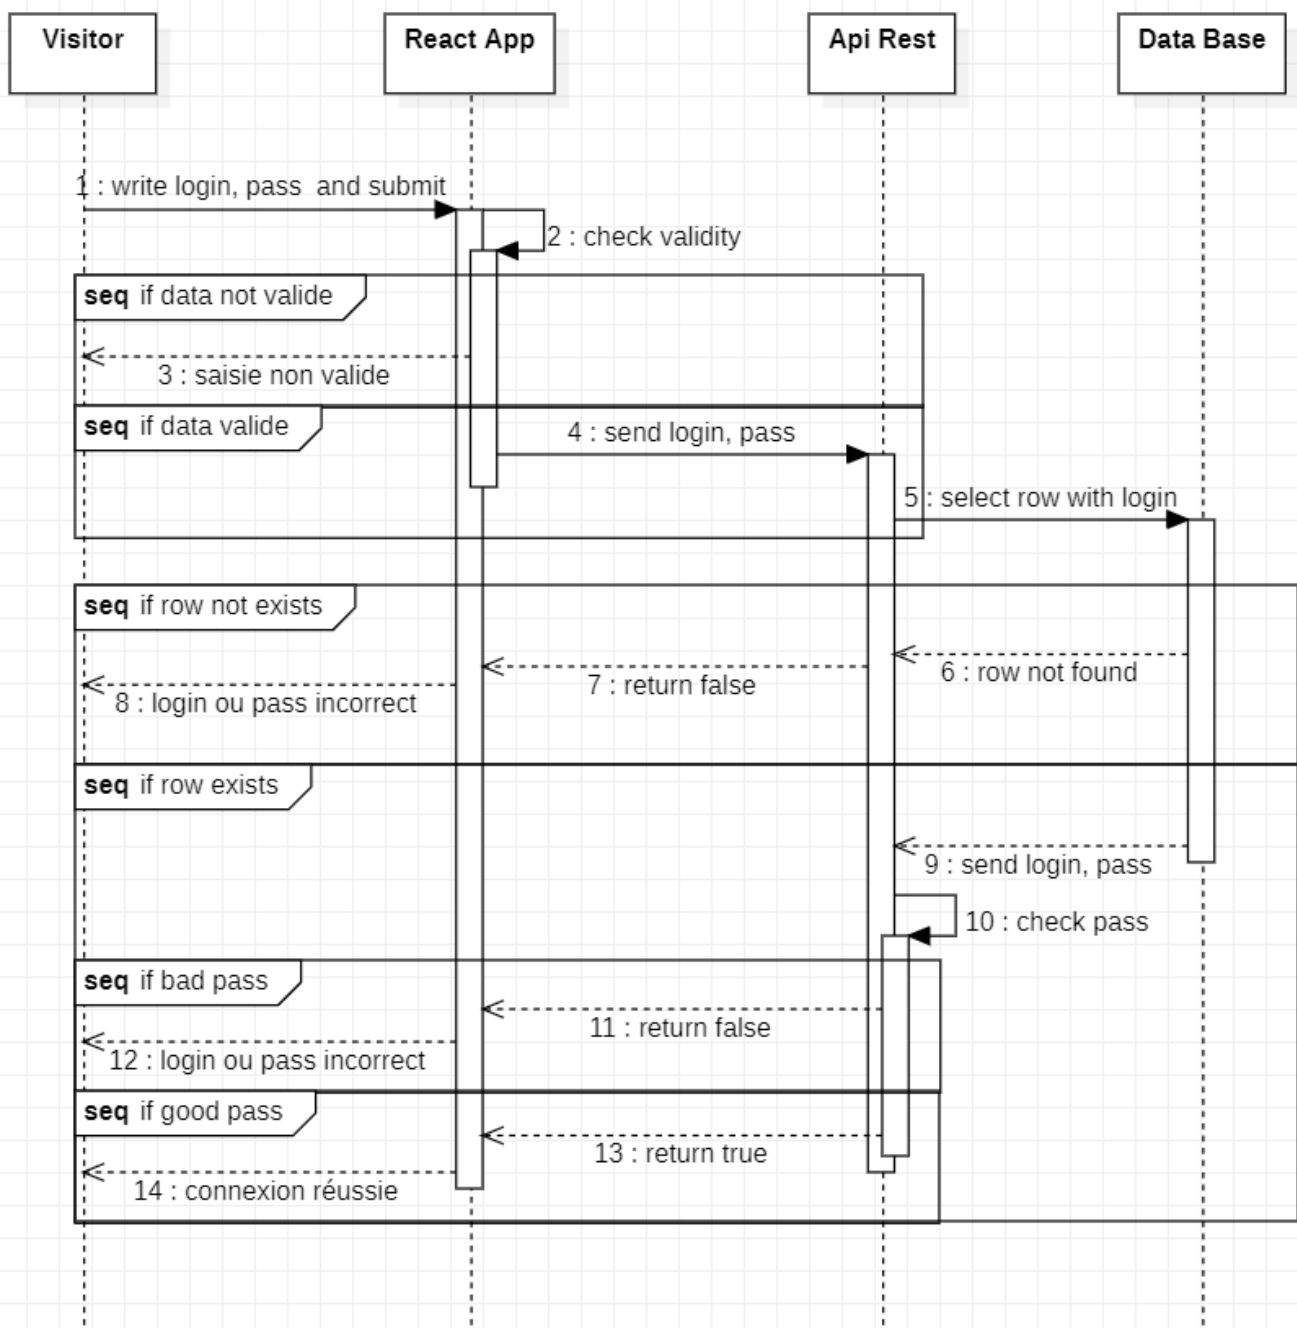 Visitor
React App
Api Rest
Data Base
1 : write login, pass  and submit
2 : check validity
seq if data not valide
3 : saisie non valide
seq if data valide
4 : send login, pass
5 : select row with login
seq if row not exists
6 : row not found
7 : return false
8 : login ou pass incorrect
seq if row exists
9 : send login, pass
10 : check pass
seq if bad pass
11 : return false
12 : login ou pass incorrect
seq if good pass
13 : return true
14 : connexion réussie